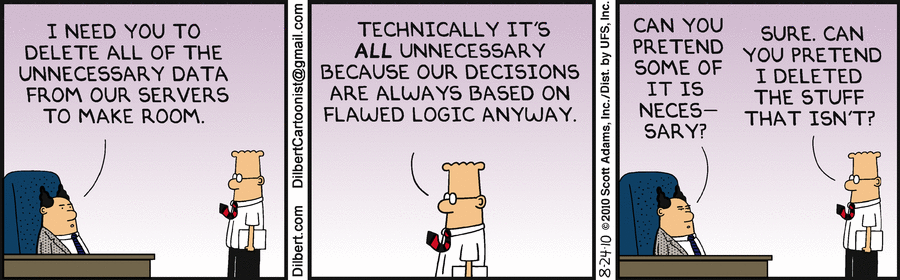 I NEED YOU TO
DELETE ALL OF THE
UNNECESSARY DATA
FROM OUR SERVERS
TO MAKE ROOM.
Dilbert.com DilbertCartoonist@gmail.com
TECHNICALLY IT'S
ALL UNNECESSARY
BECAUSE OUR DECISIONS
ARE ALWAYS BASED ON
FLAWED LOGIC ANYWAY.
8-24-10 ©2010 Scott Adams, Inc./Dist. by UFS, Inc.
CAN YOU
PRETEND
SOME OF
IT IS
NECES-
SARY?
SURE. CAN
YOU PRETEND
I DELETED
THE STUFF
THAT ISN'T?